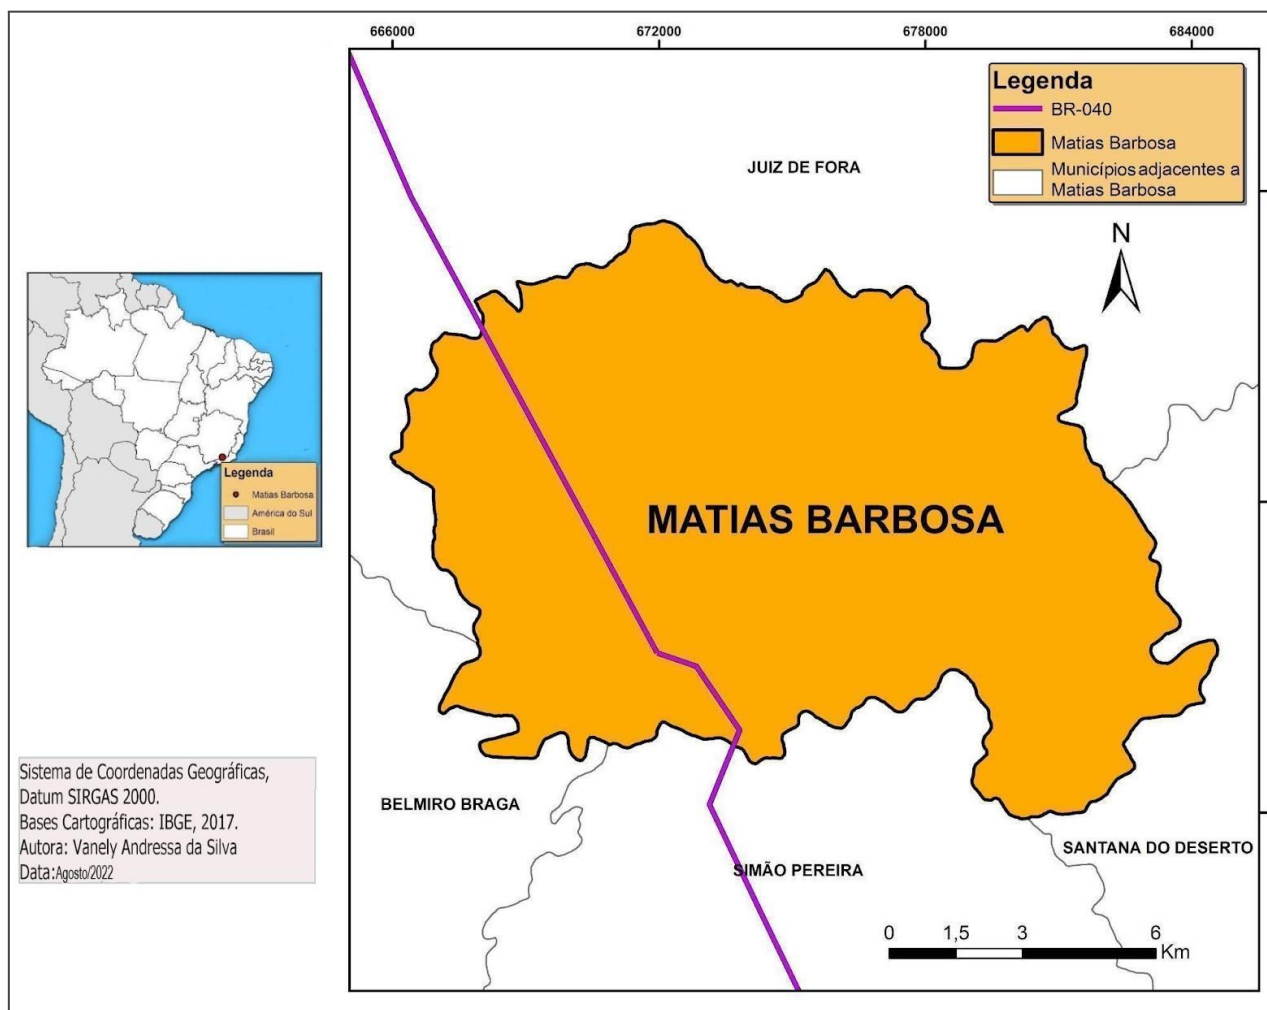 666000 672000 678000 684000
Legenda
BR-040
Matias Barbosa
Municípios adjacentes a
Matias Barbosa
JUIZ DE FORA
N
MATIAS BARBOSA
Legenda
Matias Barbosa
América do Sul
Brasil
Sistema de Coordenadas Geográficas,
Datum SIRGAS 2000.
Bases Cartográficas: IBGE, 2017.
Autora: Vanely Andressa da Silva
Data:Agosto/2022
BELMIRO BRAGA
SIMÃO PEREIRA
SANTANA DO DESERTO
0 1,5 3 6
Km